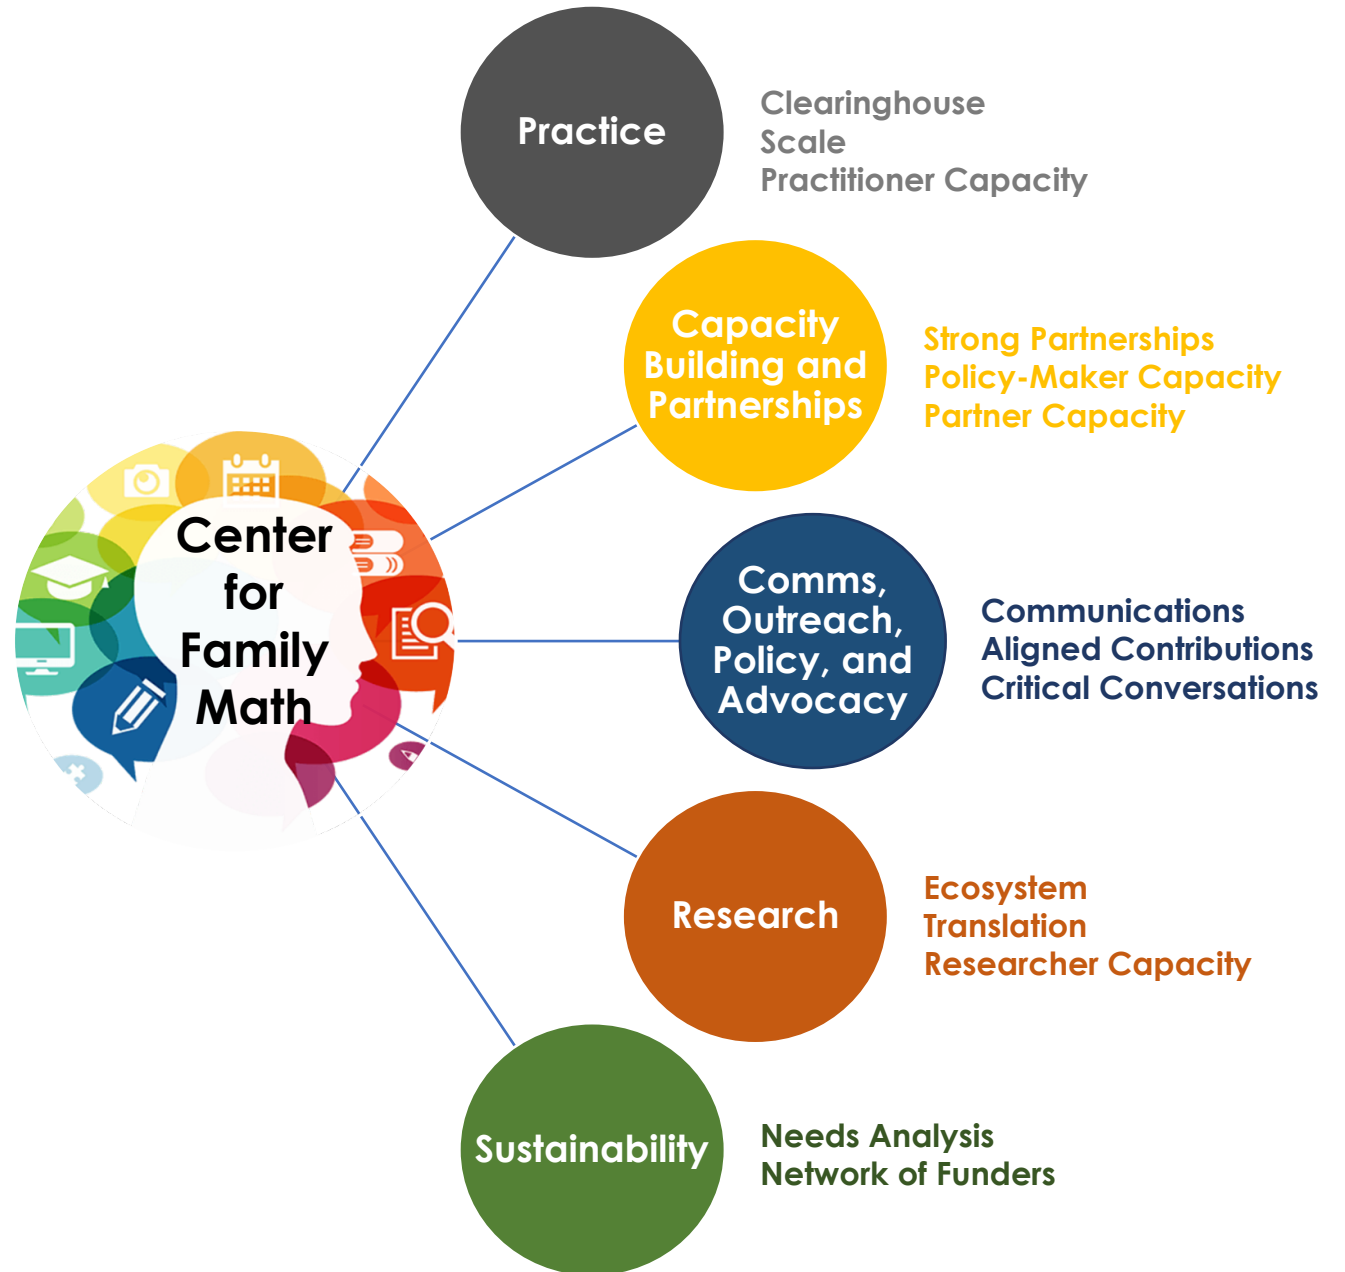 Practice
Clearinghouse
Scale
Practitioner Capacity
Capacity
Building and
Partnerships
Strong Partnerships
Policy-Maker Capacity
Partner Capacity
Center
for
Family
Math
Comms,
Outreach,
Policy, and
Advocacy
Communications
Aligned Contributions
Critical Conversations
Research
Ecosystem
Translation
Researcher Capacity
Sustainability
Needs Analysis
Network of Funders